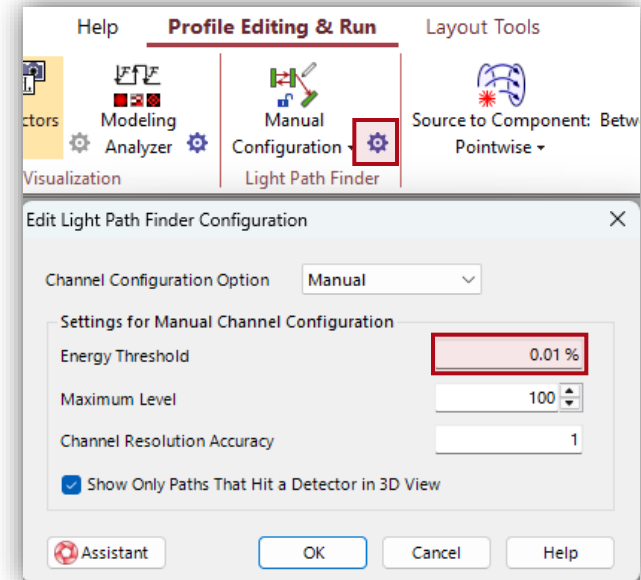 Help Profile Editing & Run Layout Tools
Modeling Manual Source to Component: Betw
ctors Analyzer Configuration Pointwise
Visualization Light Path Finder
Edit Light Path Finder Configuration
Channel Configuration Option Manual
Settings for Manual Channel Configuration
Energy Threshold 0.01 %
Maximum Level 100
Channel Resolution Accuracy 1
Show Only Paths That Hit a Detector in 3D View
Assistant OK Cancel Help